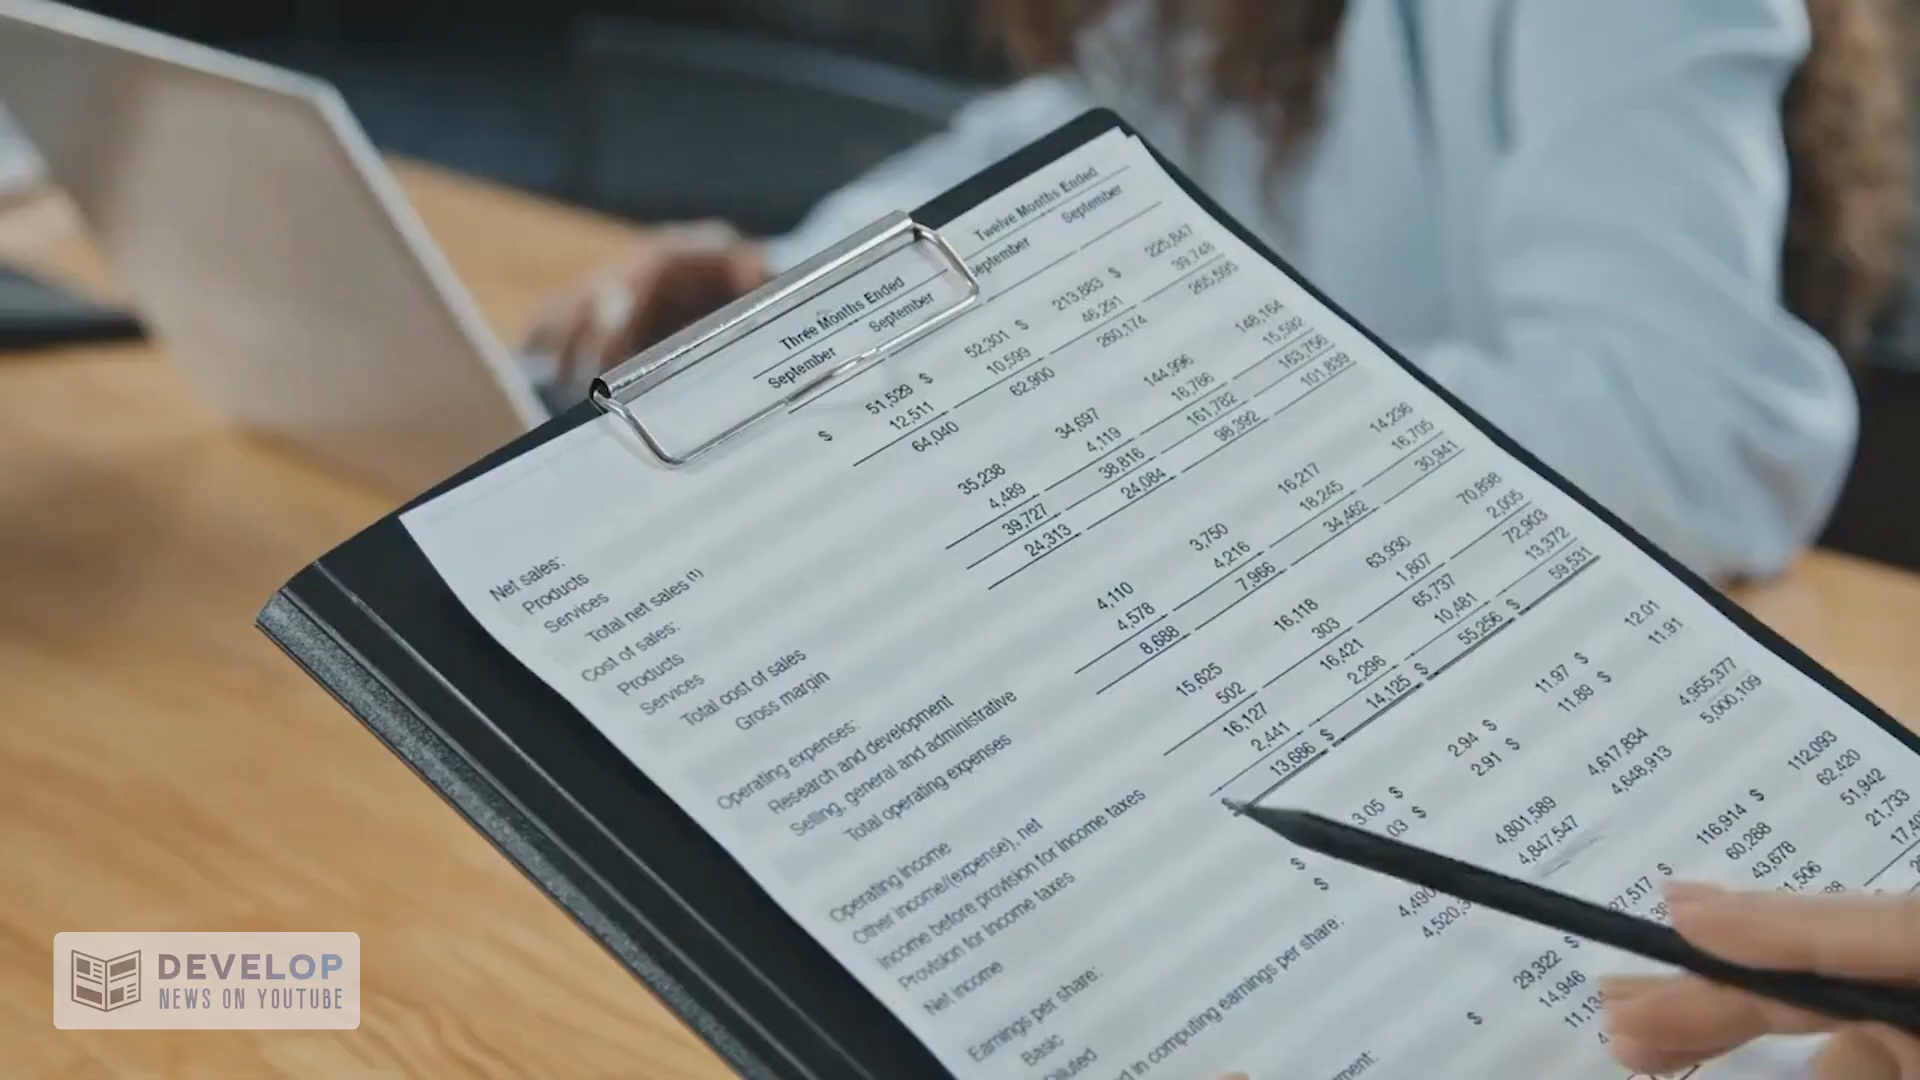 Three Months Ended Twelve Months Ended
September September September September
Net sales:
Products $ 51,529 $ 52,301 $ 213,883 $ 225,847
Services 12,511 10,599 46,291 39,748
Total net sales (1) 64,040 62,900 260,174 265,595
Cost of sales:
Products 35,238 34,697 144,996 148,164
Services 4,489 4,119 16,786 15,592
Total cost of sales 39,727 38,816 161,782 163,756
Gross margin 24,313 24,084 98,392 101,839
Operating expenses:
Research and development 4,110 3,750 16,217 14,236
Selling, general and administrative 4,578 4,216 18,245 16,705
Total operating expenses 8,688 7,966 34,462 30,941
Operating income 15,625 16,118 63,930 70,898
Other income/(expense), net 502 303 1,807 2,005
Income before provision for income taxes 16,127 16,421 65,737 72,903
Provision for income taxes 2,441 2,296 10,481 13,372
Net income 13,686 $ 14,125 $ 55,256 $ 59,531
Earnings per share:
Basic $ 3.05 $ 2.94 $ 11.97 $ 12.01
Diluted $ 03 $ 2.91 $ 11.89 $ 11.91
in computing earnings per share:
4,801,589 4,617,834 4,955,377
4,847,547 4,648,913 5,000,109
$ 29,322 $ 27,517 $ 116,914 $ 112,093
14,946 60,288 62,420
43,678 51,942
21,733
DEVELOP
NEWS ON YOUTUBE